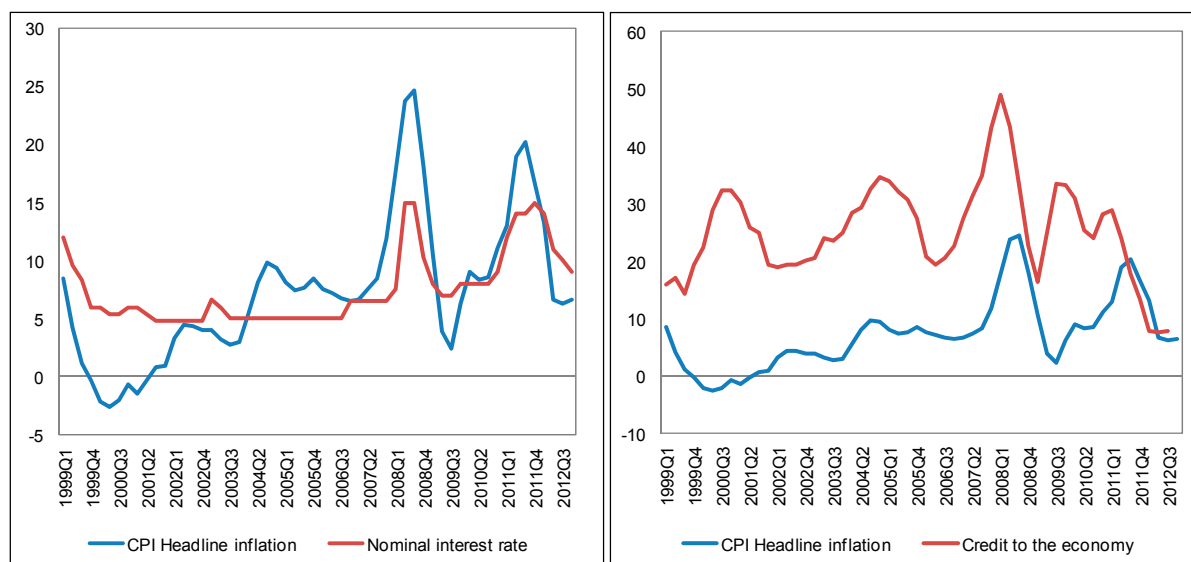 30
25
20
15
10
5
0
-5
1999Q1
1999Q4
2000Q3
2001Q2
2002Q1
2002Q4
2003Q3
2004Q2
2005Q1
2005Q4
2006Q3
2007Q2
2008Q1
2008Q4
2009Q3
2010Q2
2011Q1
2011Q4
2012Q3
CPI Headline inflation
Nominal interest rate
60
50
40
30
20
10
0
-10
1999Q1
1999Q4
2000Q3
2001Q2
2002Q1
2002Q4
2003Q3
2004Q2
2005Q1
2005Q4
2006Q3
2007Q2
2008Q1
2008Q4
2009Q3
2010Q2
2011Q1
2011Q4
2012Q3
CPI Headline inflation
Credit to the economy